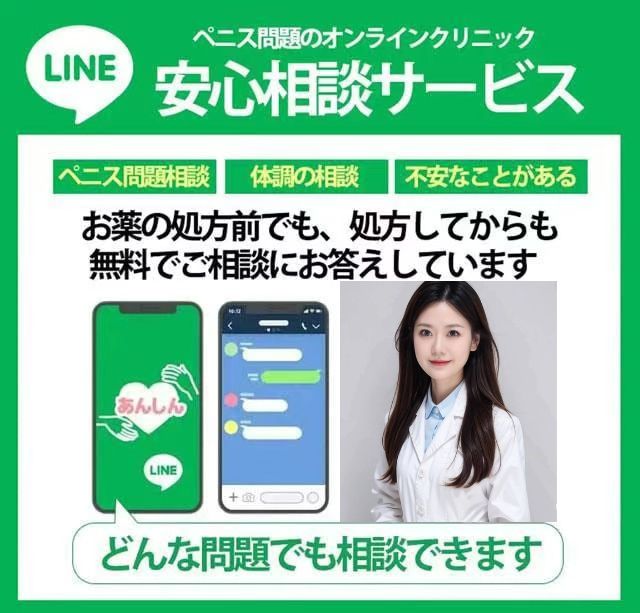 LINE
ペニス問題のオンラインクリニック
安心相談サービス
ペニス問題相談
体調の相談
不安なことがある
お薬の処方前でも、処方してからも
無料でご相談にお答えしています
10:12
あんしん
LINE
どんな問題でも相談できます